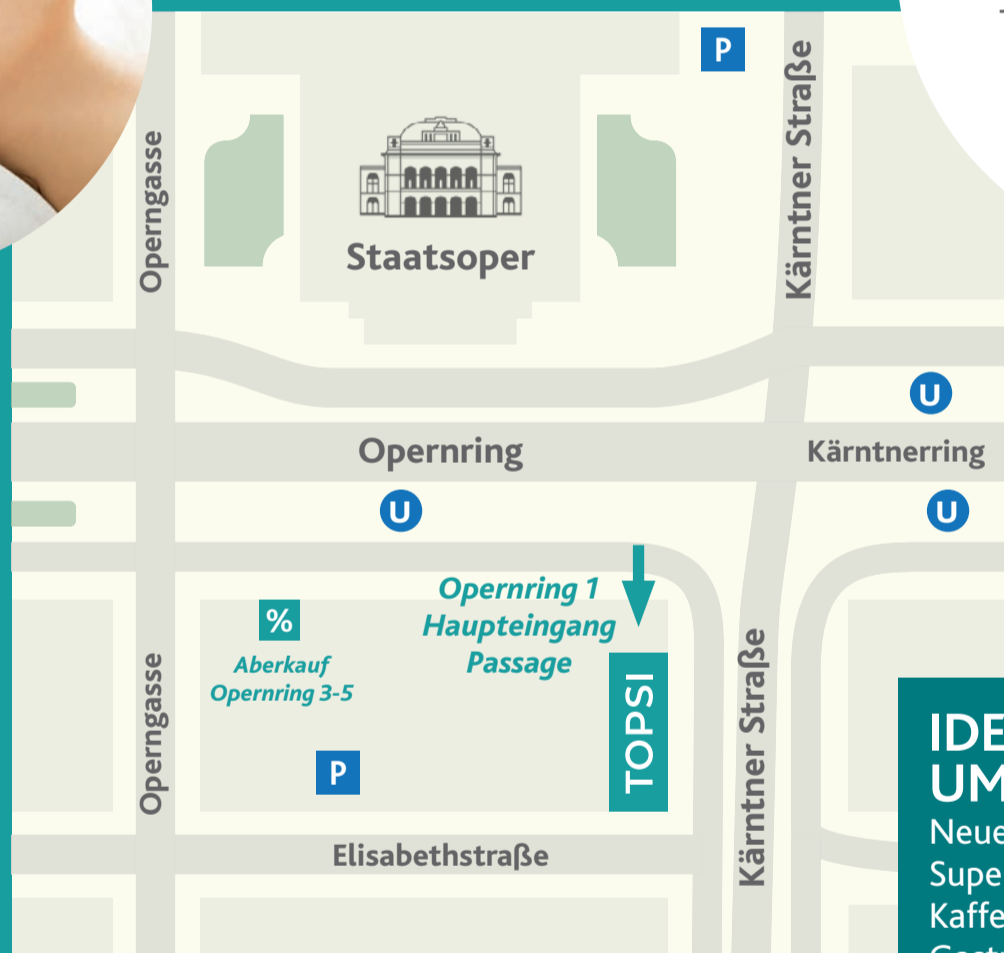 P
Kärntner Straße
Operngasse
Staatsoper
U
Opernring
Kärntnerring
U
U
Opernring 1
Haupteingang
Passage
%
Aberkauf
Opernring 3-5
TOPSI
Operngasse
Kärntner Straße
P
Elisabethstraße
IDE
UM
Neue
Supe
Kaffe